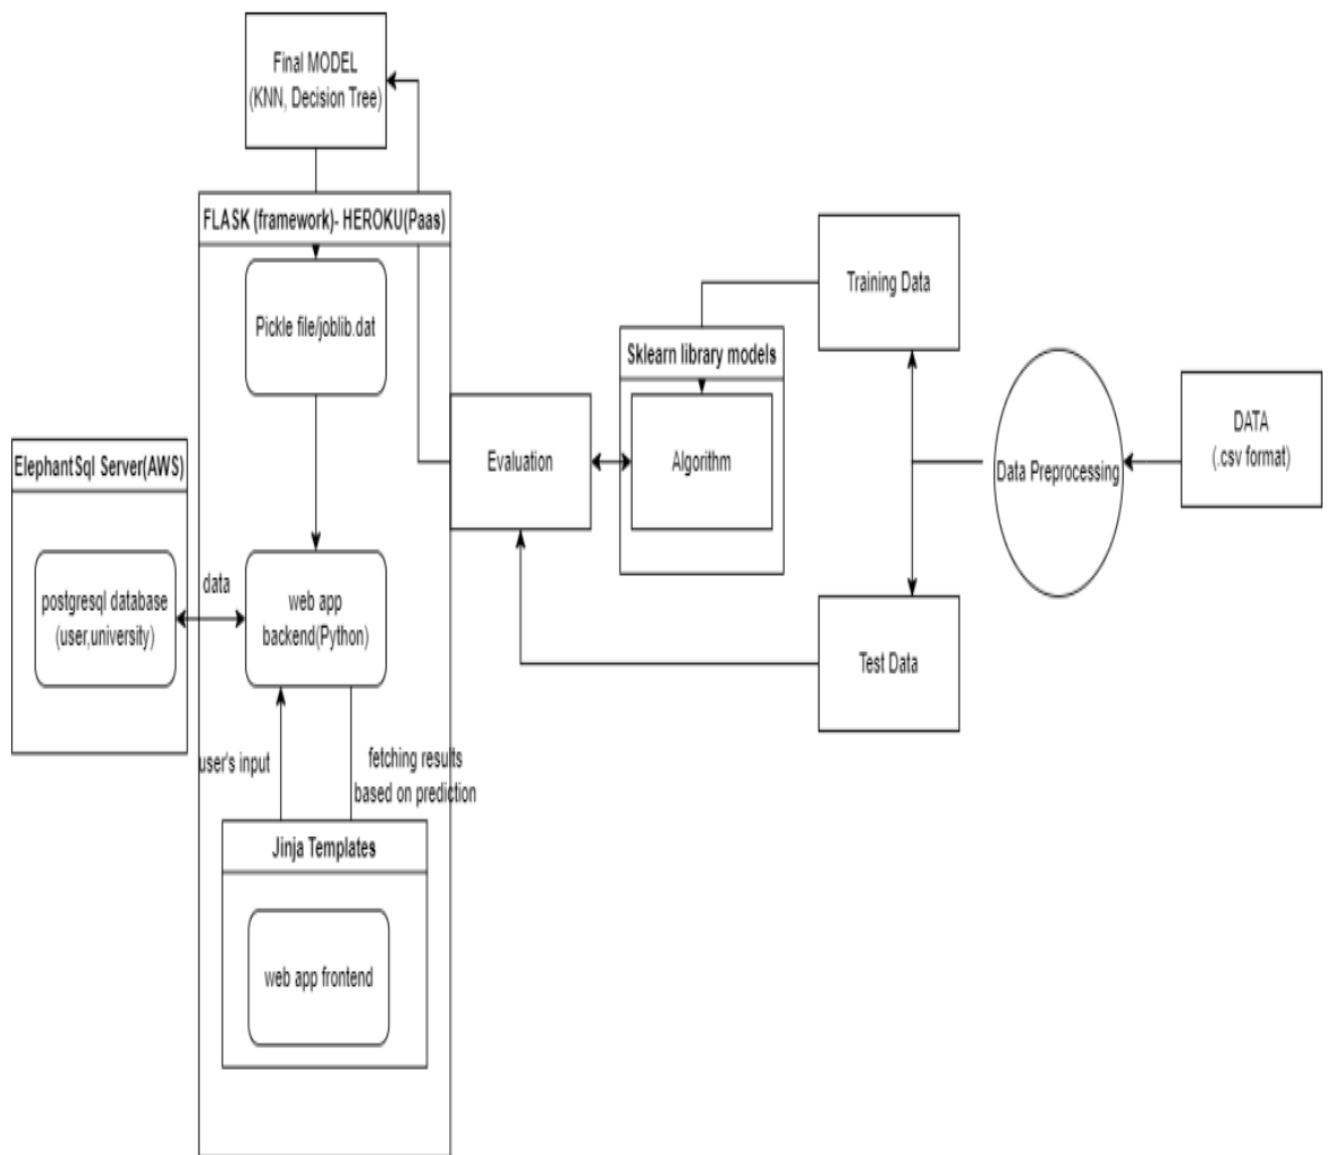 Final MODEL
(KNN, Decision Tree)
FLASK (framework)- HEROKU(Paas)
Pickle file/joblib.dat
Training Data
Sklearn library models
Algorithm
Evaluation
DATA
(.csv format)
Data Preprocessing
ElephantSql Server(AWS)
postgresql database
(user,university)
data
web app
backend(Python)
Test Data
user's input
fetching results
based on prediction
Jinja Templates
web app frontend